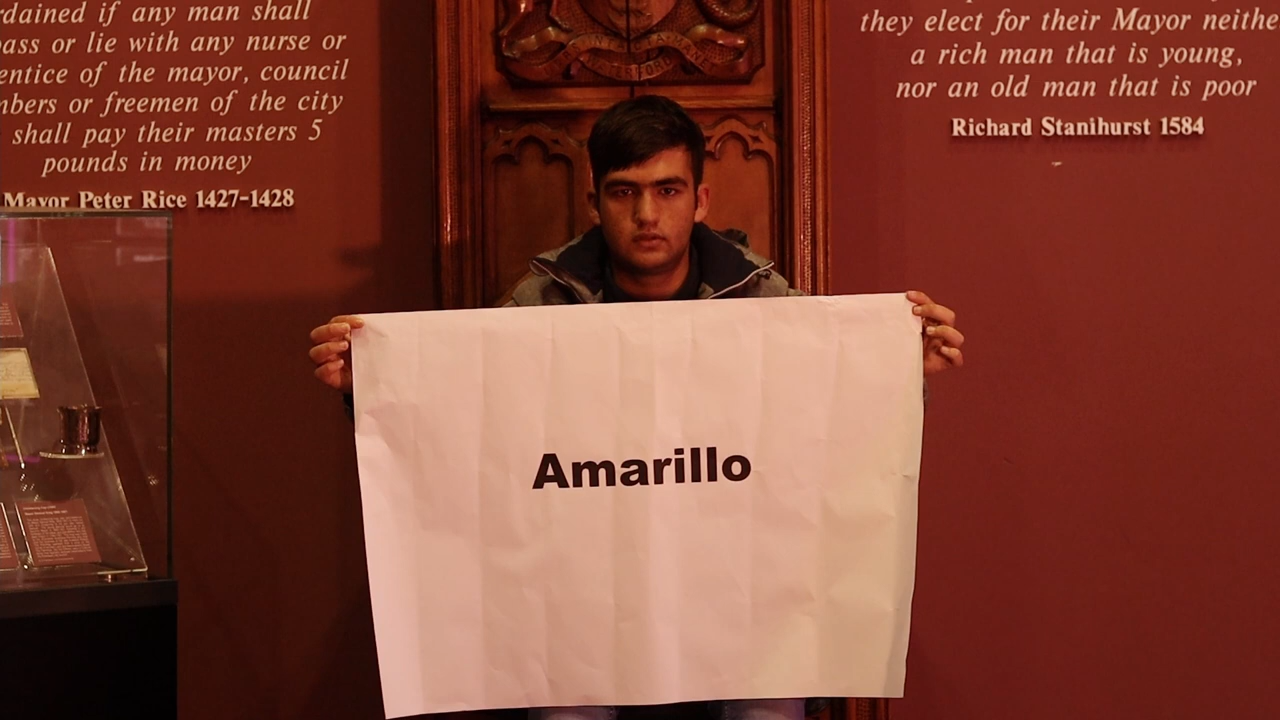 rdained if any man shall
pass or lie with any nurse or
entice of the mayor, council
mbers or freemen of the city
shall pay their masters 5
pounds in money
Mayor Peter Rice 1427-1428
they elect for their Mayor neithe
a rich man that is young,
nor an old man that is poor
Richard Stanihurst 1584
Amarillo